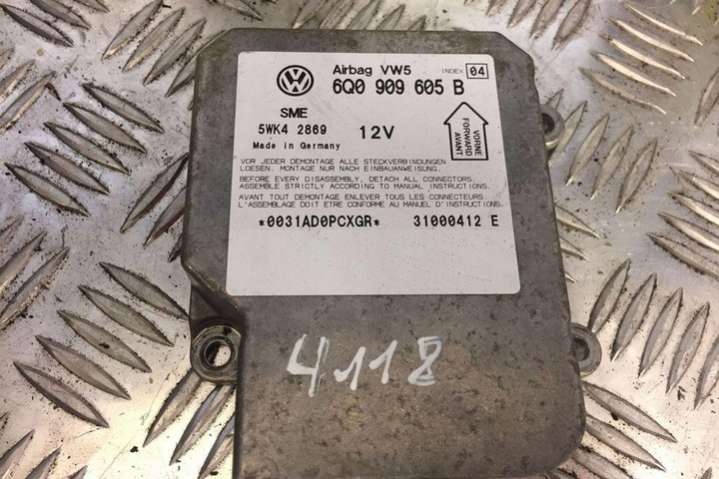 Airbag VW5 INDEX 04
6Q0 909 605 B
SME
5WK4 2869 12V
Made in Germany
VORNE
FORWARD
AVANT
VOR JEDER DEMONTAGE ALLE STECKVERBINDUNGEN
LOESEN. MONTAGE NUR NACH EINBAUANWEISUNG.
BEFORE EVERY DISASSEMBLY, DETACH ALL CONNECTORS.
ASSEMBLE STRICTLY ACCORDING TO MANUAL INSTRUCTIONS.
AVANT TOUT DEMONTAGE ENLEVER TOUS LES CONNECTEURS.
L'ASSEMBLAGE DOIT ETRE CONFORME AU MANUEL D'INSTRUCTIONS.
*0031AD0PCXGR* 31000412 E
4118